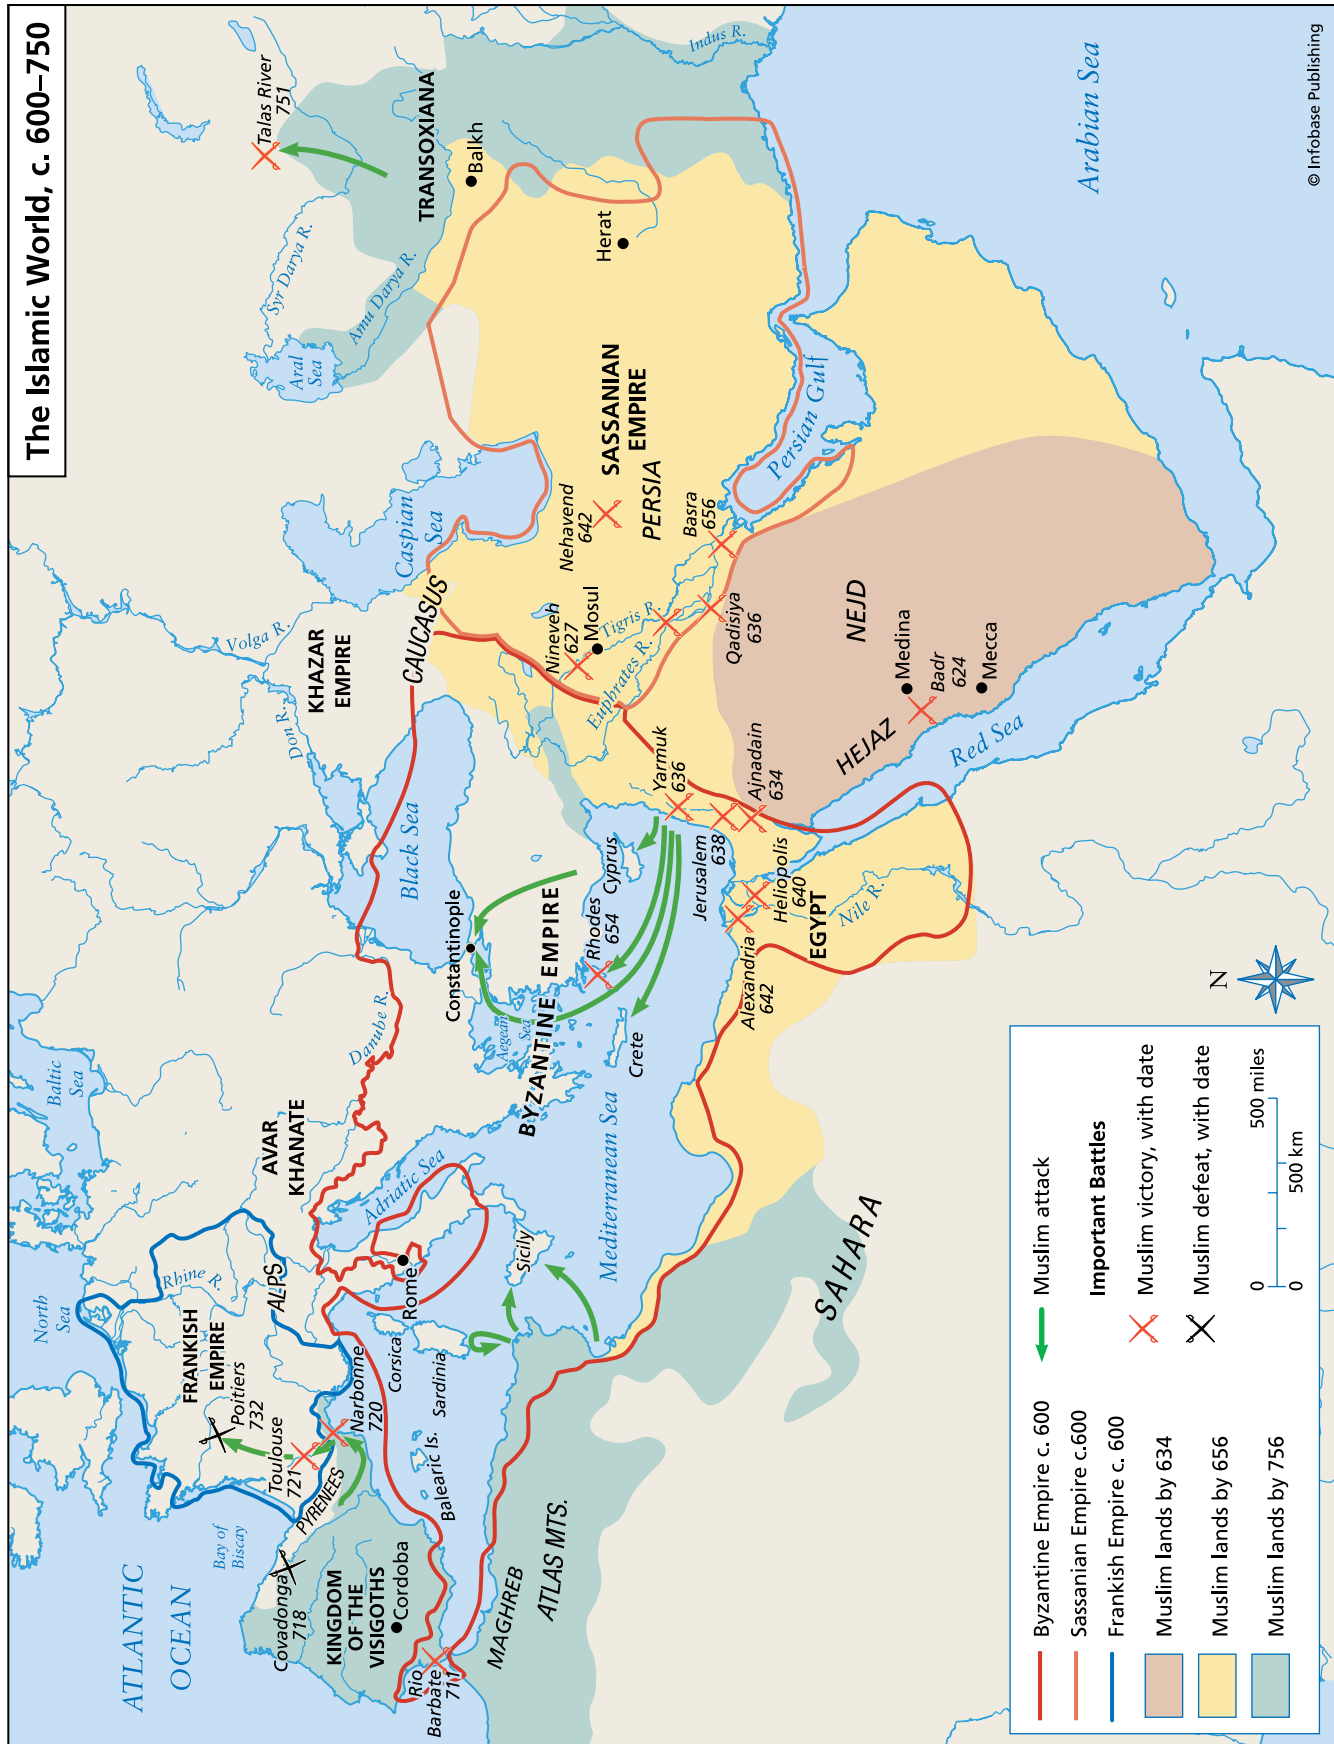 The Islamic World, c. 600–750
ATLANTIC
OCEAN
North
Sea
Baltic
Sea
Bay of
Biscay
Rhine R.
FRANKISH
EMPIRE
Poitiers
732
Toulouse
721
Narbonne
720
PYRENEES
ALPS
Covadonga
718
KINGDOM
OF THE
VISIGOTHS
Cordoba
Rio
Barbate
711
Balearic Is.
Corsica
Sardinia
Rome
Sicily
Adriatic Sea
AVAR
KHANATE
Danube R.
Mediterranean Sea
MAGHREB
ATLAS MTS.
SAHARA
BYZANTINE EMPIRE
Aegean
Sea
Constantinople
Black Sea
Crete
Rhodes
654
Cyprus
Don R.
Volga R.
KHAZAR
EMPIRE
CAUCASUS
Caspian
Sea
Aral
Sea
Syr Darya R.
Amu Darya R.
Talas River
751
TRANSOXIANA
Balkh
Herat
Indus R.
SASSANIAN
EMPIRE
PERSIA
Nehavend
642
Nineveh
627
Mosul
Tigris R.
Euphrates R.
Basra
656
Qadisiya
636
Yarmuk
636
Ajnadain
634
Jerusalem
638
Heliopolis
640
Alexandria
642
EGYPT
Nile R.
Red Sea
HEJAZ
NEJD
Medina
Badr
624
Mecca
Persian Gulf
Arabian Sea
N
Byzantine Empire c. 600
Sassanian Empire c.600
Frankish Empire c. 600
Muslim lands by 634
Muslim lands by 656
Muslim lands by 756
Muslim attack
Important Battles
Muslim victory, with date
Muslim defeat, with date
0
500 miles
0
500 km
© Infobase Publishing